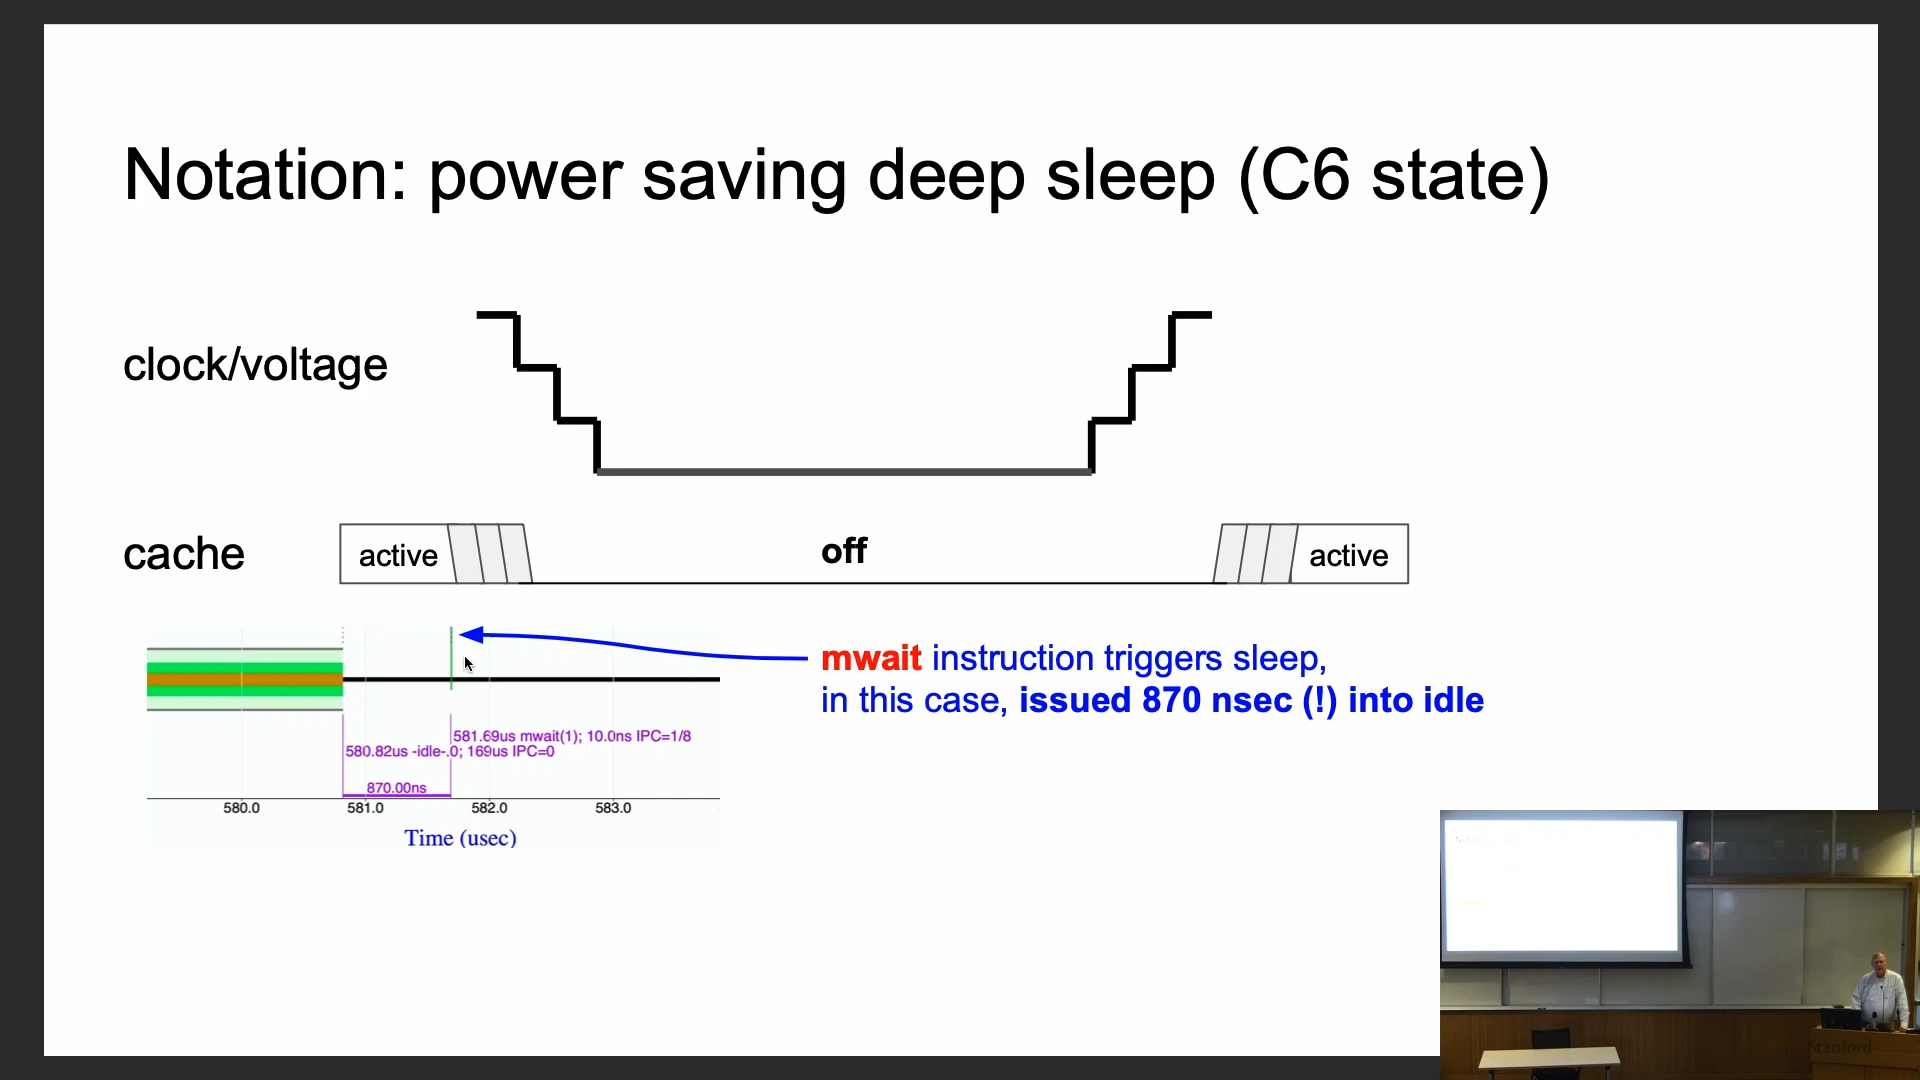 Notation: power saving deep sleep (C6 state)
clock/voltage
cache
active
off
active
mwait instruction triggers sleep,
in this case, issued 870 nsec (!) into idle
581.69us mwait(1); 10.0ns IPC=1/8
580.82us -idle-.0; 169us IPC=0
870.00ns
580.0 581.0 582.0 583.0
Time (usec)
Stanford